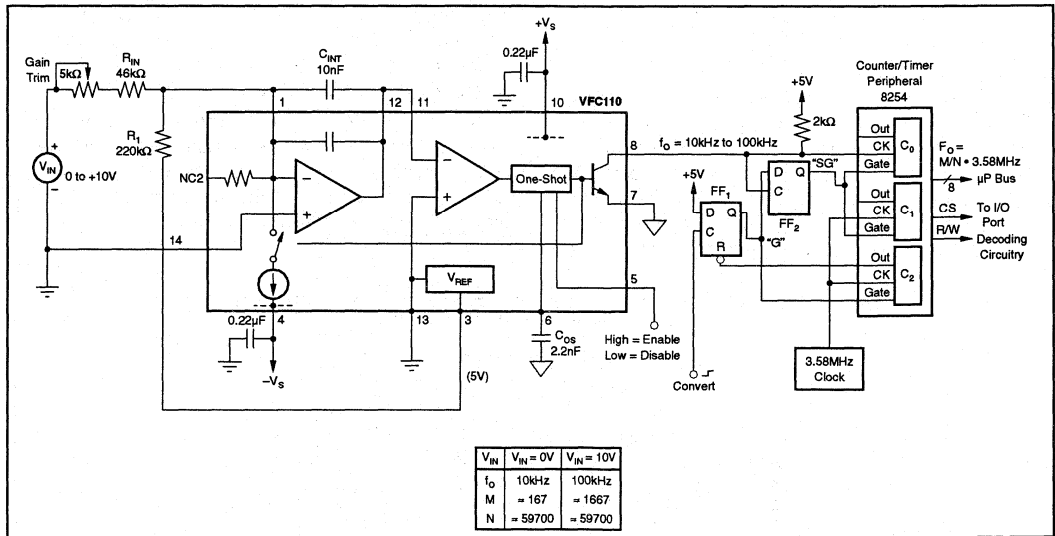 +V_S
Gain
Trim
5kΩ
R_IN
46kΩ
C_INT
10nF
0.22µF
1
12
11
10
VFC110
R_1
220kΩ
V_IN
+
−
0 to +10V
NC2
−
+
−
+
One-Shot
8
7
14
V_REF
5
4
13
3
6
0.22µF
−V_S
(5V)
C_OS
2.2nF
High = Enable
Low = Disable
f_O = 10kHz to 100kHz
+5V
2kΩ
+5V
FF_1
D
Q
C
R
"G"
D
Q
C
FF_2
"SG"
Convert
Counter/Timer
Peripheral
8254
Out
CK
Gate
C_0
Out
CK
Gate
C_1
Out
CK
Gate
C_2
F_O =
M/N • 3.58MHz
8
µP Bus
CS
To I/O
Port
R/W
Decoding
Circuitry
3.58MHz
Clock
V_IN V_IN = 0V V_IN = 10V
f_O 10kHz 100kHz
M ≈ 167 ≈ 1667
N ≈ 59700 ≈ 59700